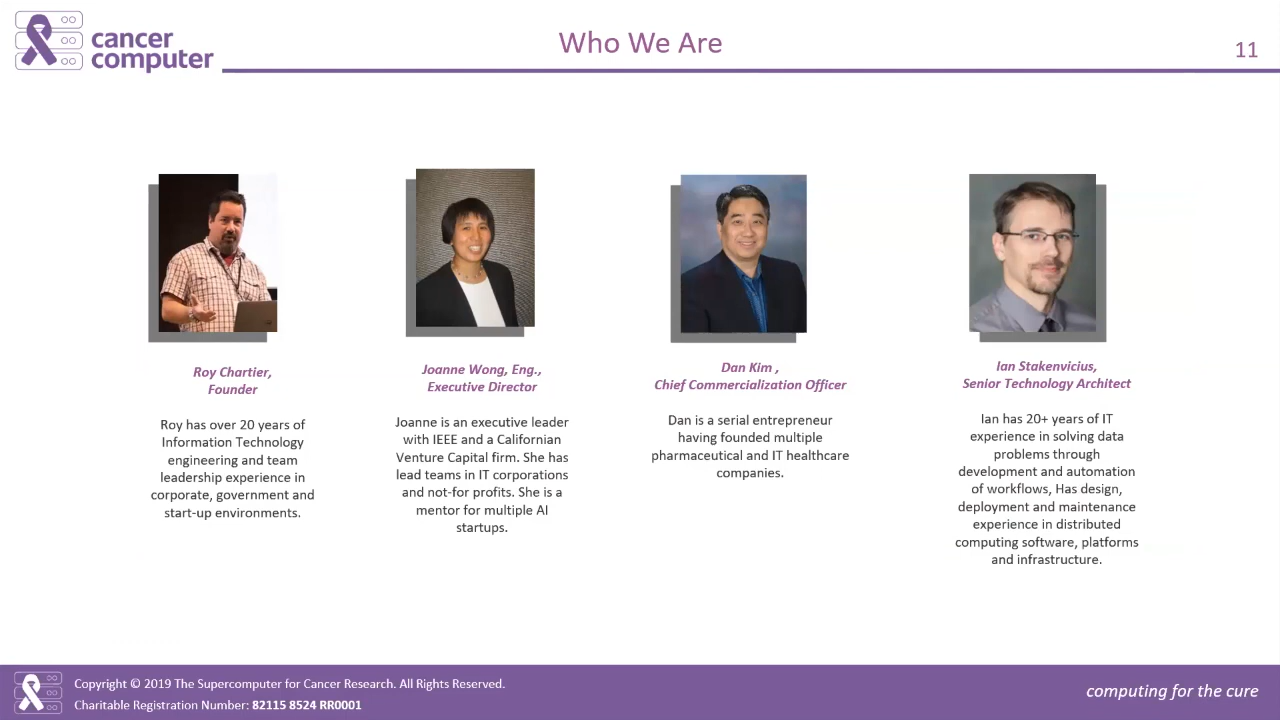 cancer
computer
Who We Are
11
Roy Chartier,
Founder
Roy has over 20 years of
Information Technology
engineering and team
leadership experience in
corporate, government and
start-up environments.
Joanne Wong, Eng.,
Executive Director
Joanne is an executive leader
with IEEE and a Californian
Venture Capital firm. She has
lead teams in IT corporations
and not-for profits. She is a
mentor for multiple AI
startups.
Dan Kim ,
Chief Commercialization Officer
Dan is a serial entrepreneur
having founded multiple
pharmaceutical and IT healthcare
companies.
Ian Stakenvicius,
Senior Technology Architect
Ian has 20+ years of IT
experience in solving data
problems through
development and automation
of workflows, Has design,
deployment and maintenance
experience in distributed
computing software, platforms
and infrastructure.
Copyright © 2019 The Supercomputer for Cancer Research. All Rights Reserved.
Charitable Registration Number: 82115 8524 RR0001
computing for the cure